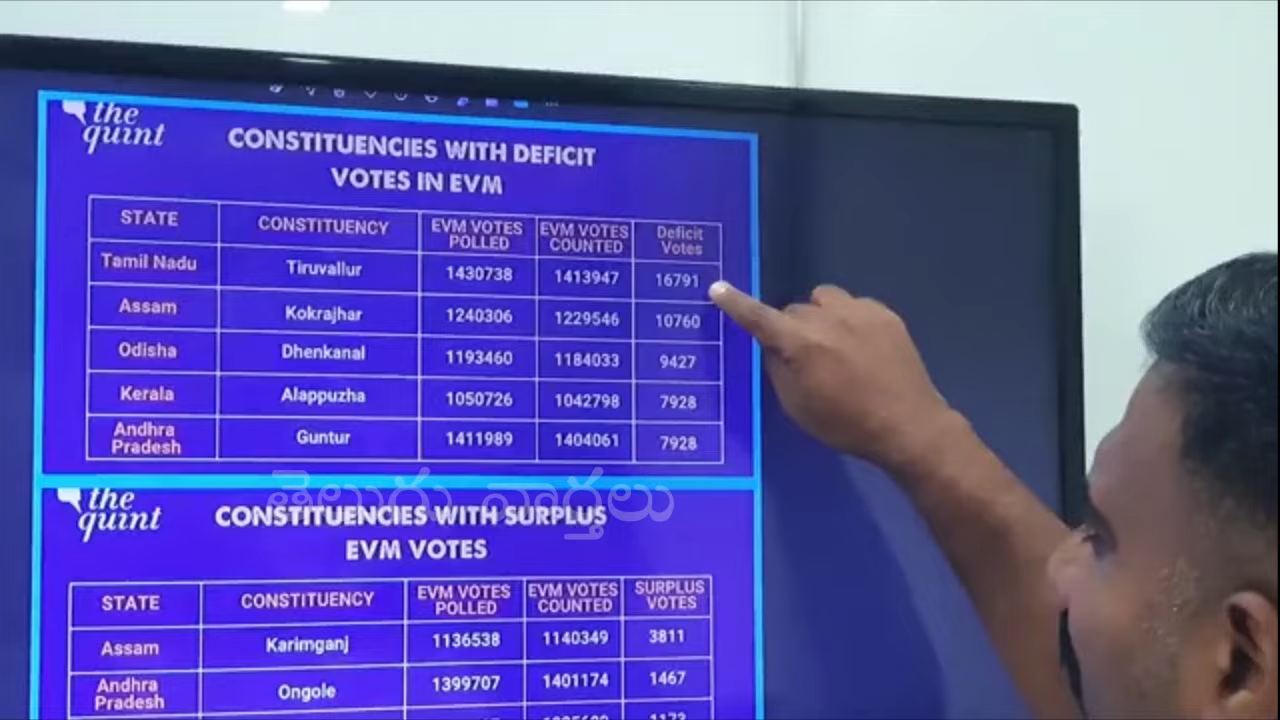 the
quint
CONSTITUENCIES WITH DEFICIT
VOTES IN EVM
STATE CONSTITUENCY EVM VOTES POLLED EVM VOTES COUNTED Deficit Votes
Tamil Nadu Tiruvallur 1430738 1413947 16791
Assam Kokrajhar 1240306 1229546 10760
Odisha Dhenkanal 1193460 1184033 9427
Kerala Alappuzha 1050726 1042798 7928
Andhra Pradesh Guntur 1411989 1404061 7928
తెలుగు వార్తలు
the
quint
CONSTITUENCIES WITH SURPLUS
EVM VOTES
STATE CONSTITUENCY EVM VOTES POLLED EVM VOTES COUNTED SURPLUS VOTES
Assam Karimganj 1136538 1140349 3811
Andhra Pradesh Ongole 1399707 1401174 1467